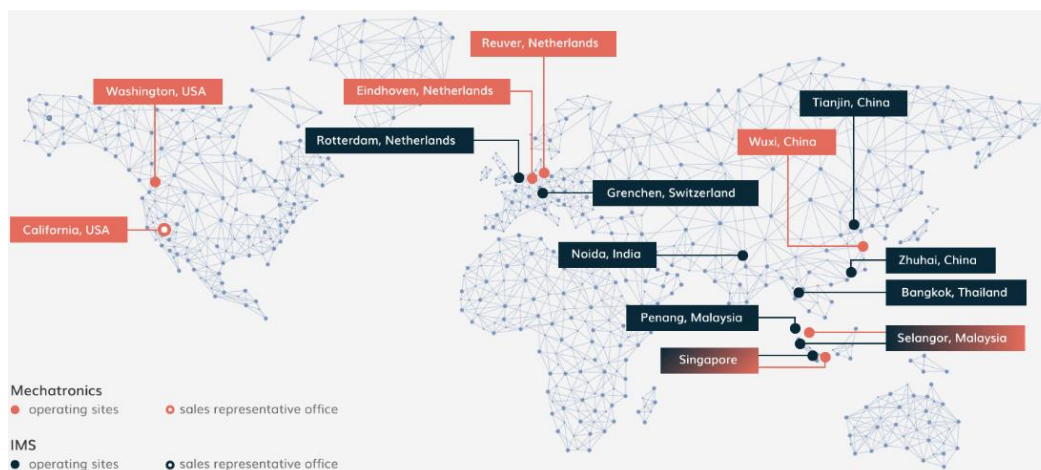 Reuver, Netherlands
Washington, USA
Eindhoven, Netherlands
Tianjin, China
Rotterdam, Netherlands
Wuxi, China
Grenchen, Switzerland
California, USA
Noida, India
Zhuhai, China
Bangkok, Thailand
Penang, Malaysia
Selangor, Malaysia
Singapore
Mechatronics
operating sites
sales representative office
IMS
operating sites
sales representative office